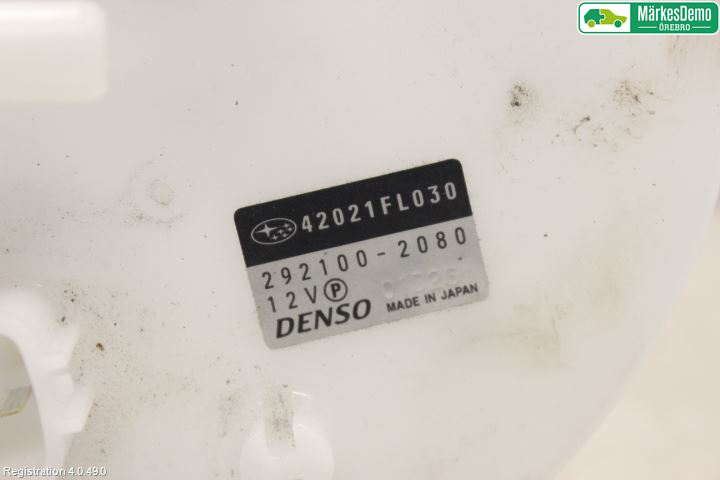 MärkesDemo
ÖREBRO
42021FL030
292100-2080
12V P
DENSO MADE IN JAPAN
Registration 4.0.49.0